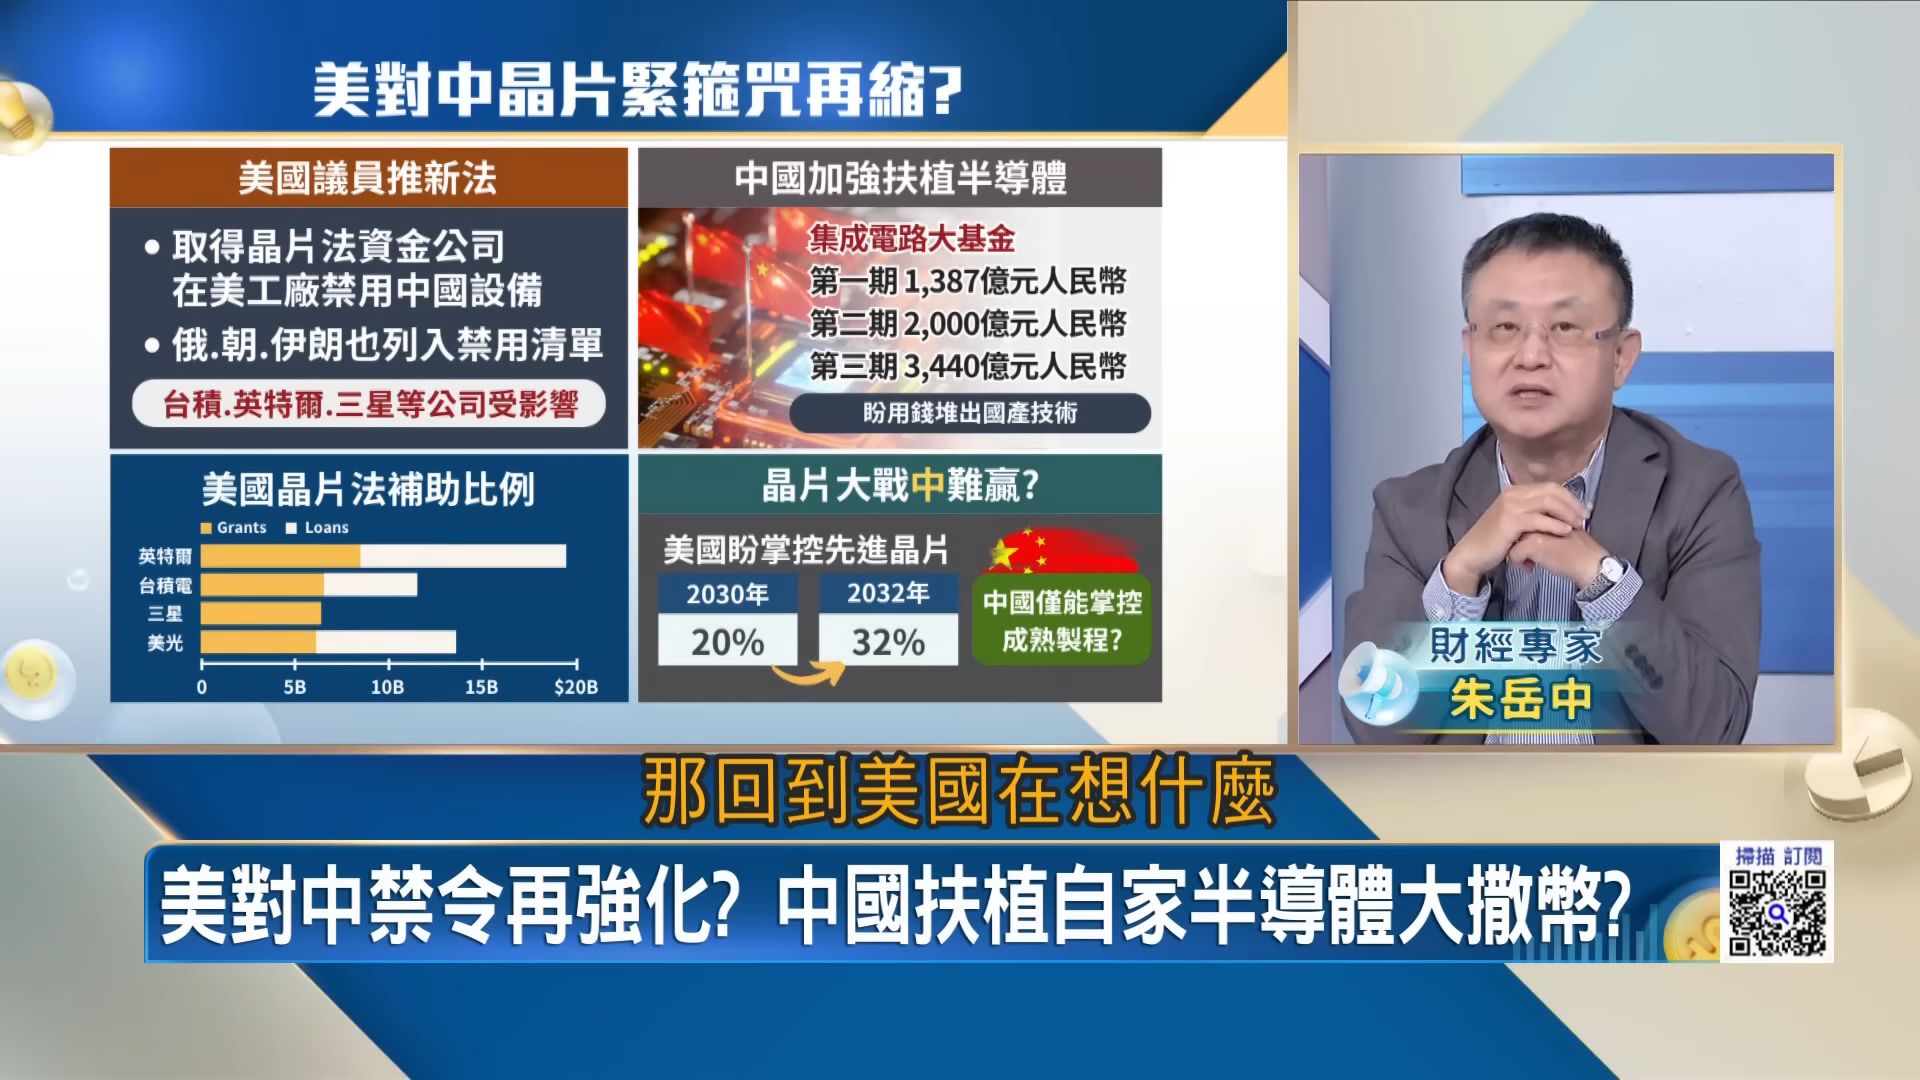 美對中晶片緊箍咒再縮?
美國議員推新法
• 取得晶片法資金公司
在美工廠禁用中國設備
• 俄.朝.伊朗也列入禁用清單
台積.英特爾.三星等公司受影響
中國加強扶植半導體
集成電路大基金
第一期 1,387億元人民幣
第二期 2,000億元人民幣
第三期 3,440億元人民幣
盼用錢堆出國產技術
美國晶片法補助比例
Grants Loans
英特爾
台積電
三星
美光
0 5B 10B 15B $20B
晶片大戰中難贏?
美國盼掌控先進晶片
2030年 2032年
20% 32%
中國僅能掌控
成熟製程?
財經專家
朱岳中
那回到美國在想什麼
美對中禁令再強化? 中國扶植自家半導體大撒幣?
掃描 訂閱